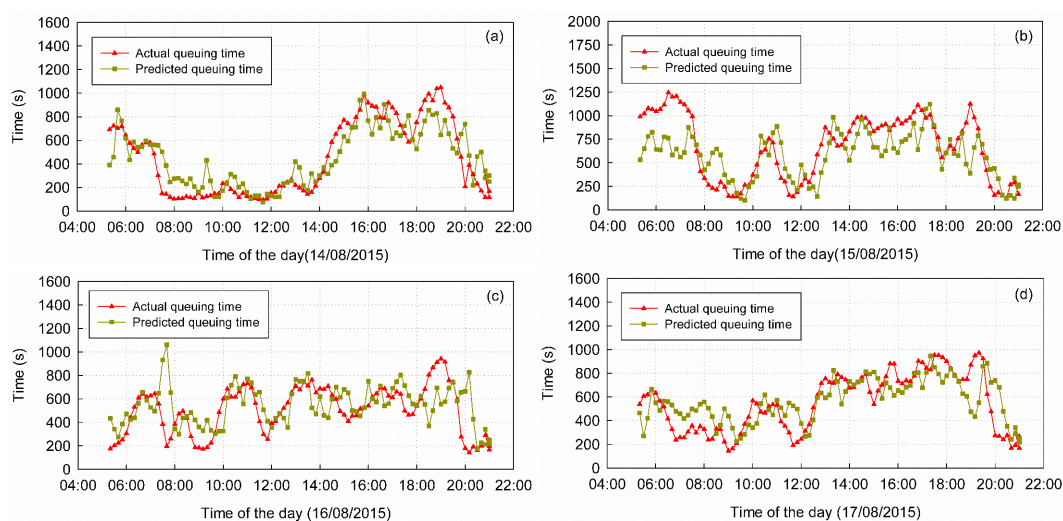 1600
1400
1200
1000
800
600
400
200
0
Time (s)
(a)
Actual queuing time
Predicted queuing time
04:00 06:00 08:00 10:00 12:00 14:00 16:00 18:00 20:00 22:00
Time of the day(14/08/2015)
2000
1750
1500
1250
1000
750
500
250
0
Time (s)
(b)
Actual queuing time
Predicted queuing time
04:00 06:00 08:00 10:00 12:00 14:00 16:00 18:00 20:00 22:00
Time of the day(15/08/2015)
1600
1400
1200
1000
800
600
400
200
0
Time (s)
(c)
Actual queuing time
Predicted queuing time
04:00 06:00 08:00 10:00 12:00 14:00 16:00 18:00 20:00 22:00
Time of the day (16/08/2015)
1600
1400
1200
1000
800
600
400
200
0
Time (s)
(d)
Actual queuing time
Predicted queuing time
04:00 06:00 08:00 10:00 12:00 14:00 16:00 18:00 20:00 22:00
Time of the day(17/08/2015)